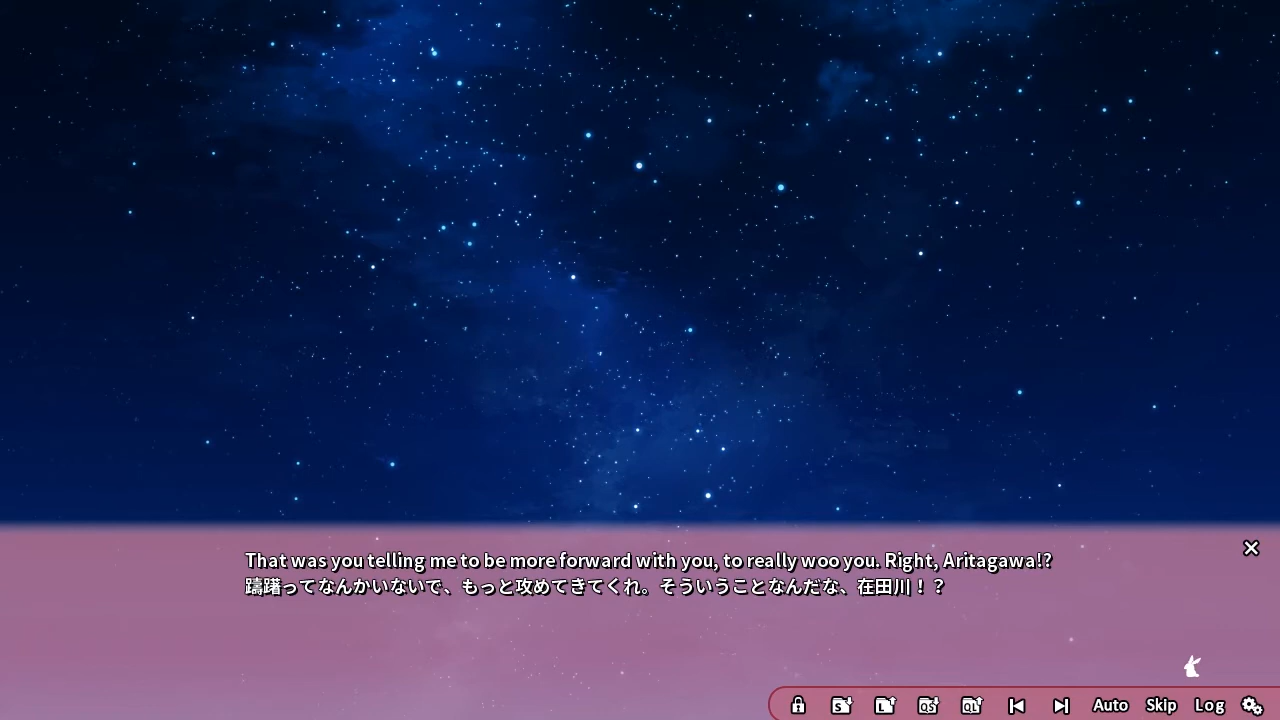 That was you telling me to be more forward with you, to really woo you. Right, Aritagawa!?
躊躇ってなんかいないで、もっと攻めてきてくれ。そういうことなんだな、在田川！？
S L QS QL Auto Skip Log